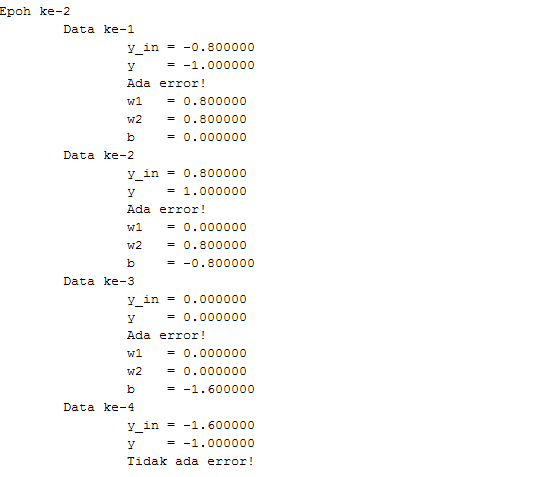 Epoh ke-2
Data ke-1
y_in = -0.800000
y = -1.000000
Ada error!
w1 = 0.800000
w2 = 0.800000
b = 0.000000
Data ke-2
y_in = 0.800000
y = 1.000000
Ada error!
w1 = 0.000000
w2 = 0.800000
b = -0.800000
Data ke-3
y_in = 0.000000
y = 0.000000
Ada error!
w1 = 0.000000
w2 = 0.000000
b = -1.600000
Data ke-4
y_in = -1.600000
y = -1.000000
Tidak ada error!